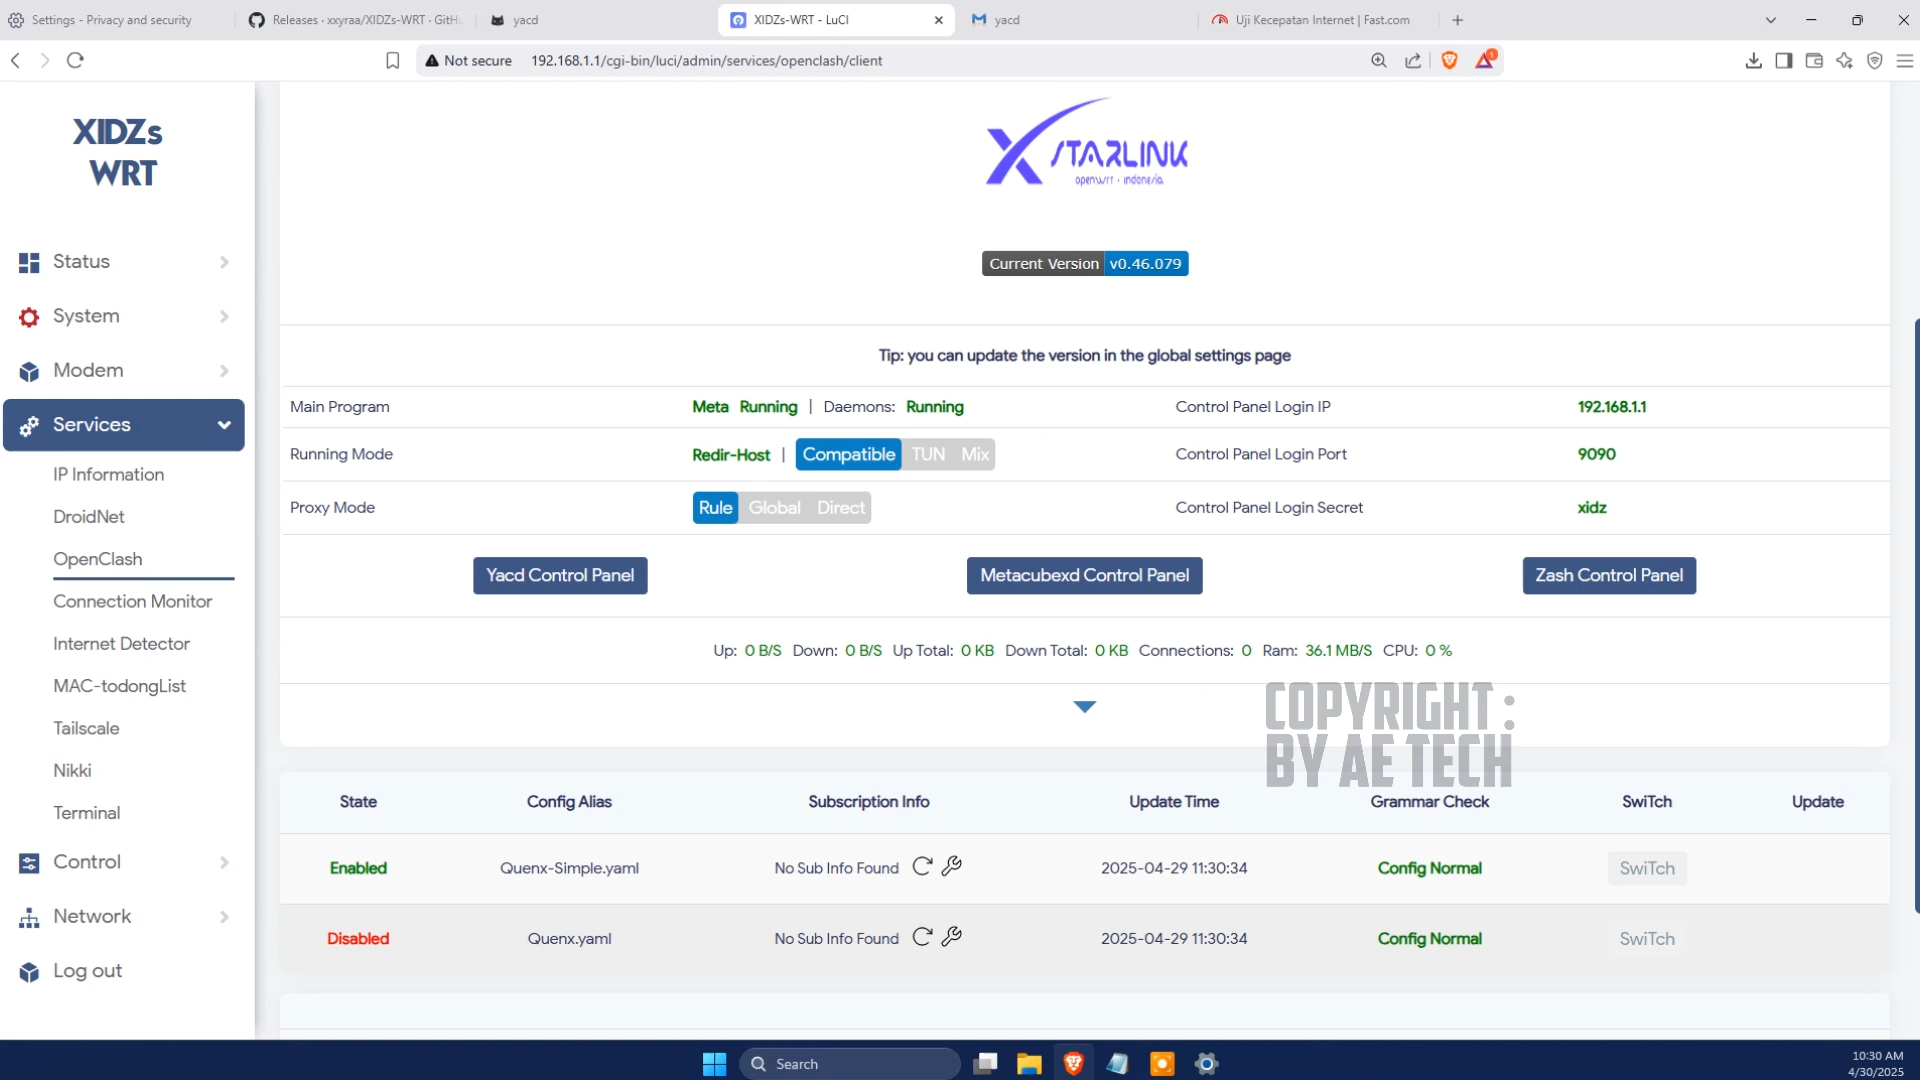 Settings - Privacy and security
Releases · xxyraa/XIDZs-WRT · GitHu
yacd
XIDZs-WRT - LuCI
yacd
Uji Kecepatan Internet | Fast.com
Not secure
192.168.1.1/cgi-bin/luci/admin/services/openclash/client
1
XIDZs
WRT
Status
System
Modem
Services
IP Information
DroidNet
OpenClash
Connection Monitor
Internet Detector
MAC-todongList
Tailscale
Nikki
Terminal
Control
Network
Log out
STARLINK
openwrt · indonesia
Current Version v0.46.079
Tip: you can update the version in the global settings page
Main Program Meta Running | Daemons: Running Control Panel Login IP 192.168.1.1
Running Mode Redir-Host | Compatible TUN Mix Control Panel Login Port 9090
Proxy Mode Rule Global Direct Control Panel Login Secret xidz
Yacd Control Panel Metacubexd Control Panel Zash Control Panel
Up: 0 B/S Down: 0 B/S Up Total: 0 KB Down Total: 0 KB Connections: 0 Ram: 36.1 MB/S CPU: 0 %
COPYRIGHT :
BY AE TECH
State Config Alias Subscription Info Update Time Grammar Check SwiTch Update
Enabled Quenx-Simple.yaml No Sub Info Found 2025-04-29 11:30:34 Config Normal SwiTch
Disabled Quenx.yaml No Sub Info Found 2025-04-29 11:30:34 Config Normal SwiTch
Search
10:30 AM
4/30/2025